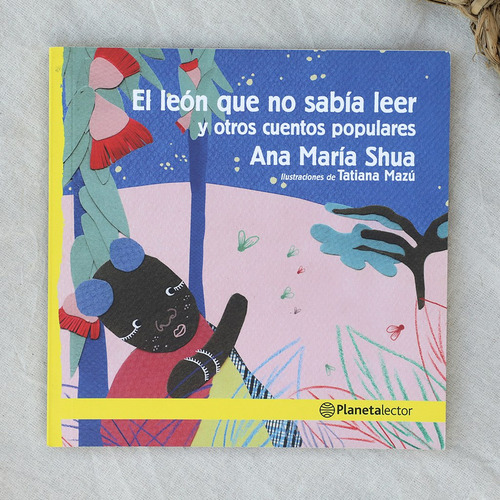 El león que no sabía leer
y otros cuentos populares
Ana María Shua
Ilustraciones de Tatiana Mazú
Planetalector